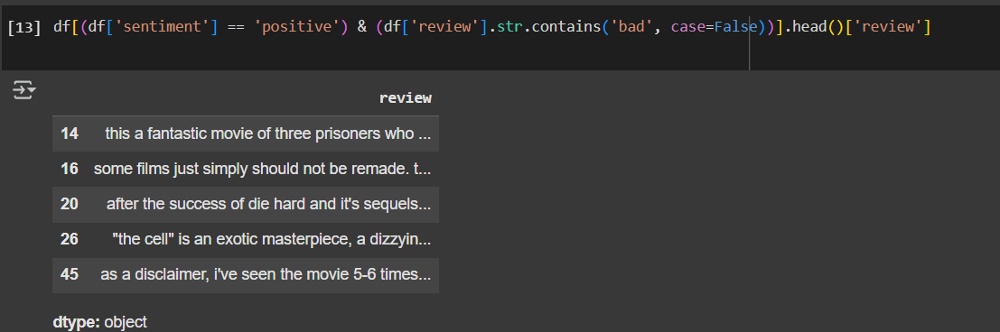 [13] df[(df['sentiment'] == 'positive') & (df['review'].str.contains('bad', case=False))].head()['review']
review
14 this a fantastic movie of three prisoners who ...
16 some films just simply should not be remade. t...
20 after the success of die hard and it's sequels...
26 "the cell" is an exotic masterpiece, a dizzyin...
45 as a disclaimer, i've seen the movie 5-6 times...
dtype: object